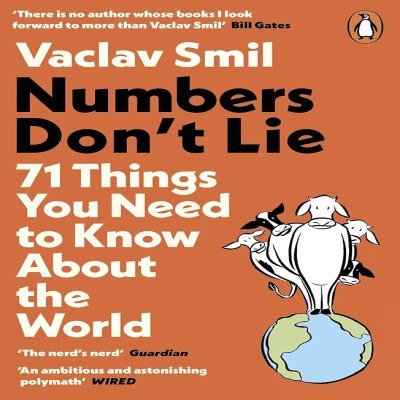 ‘There is no author whose books I look
forward to more than Vaclav Smil’ Bill Gates
Vaclav Smil
Numbers
Don’t Lie
71 Things
You Need
to Know
About
the
World
‘The nerd’s nerd’ Guardian
‘An ambitious and astonishing
polymath’ WIRED